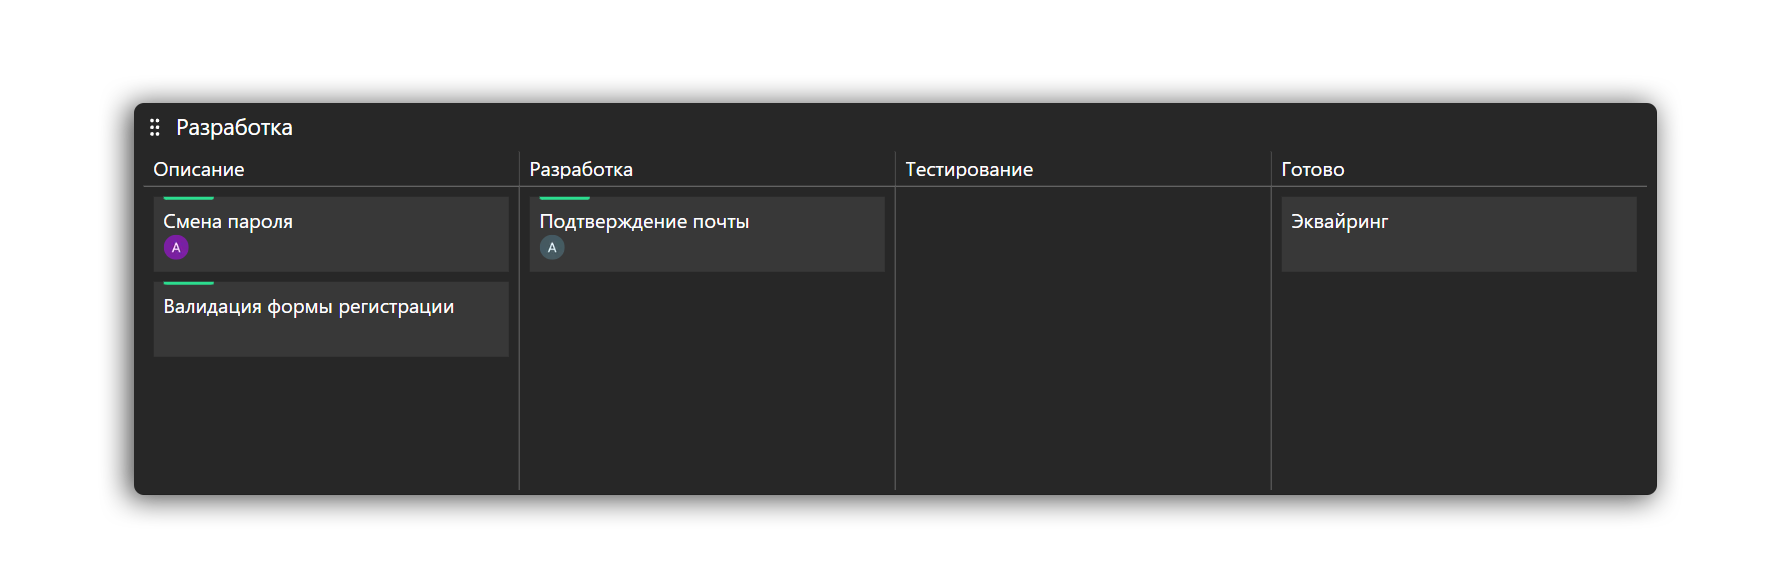 Разработка
Описание
Разработка
Тестирование
Готово
Смена пароля
А
Валидация формы регистрации
Подтверждение почты
А
Эквайринг